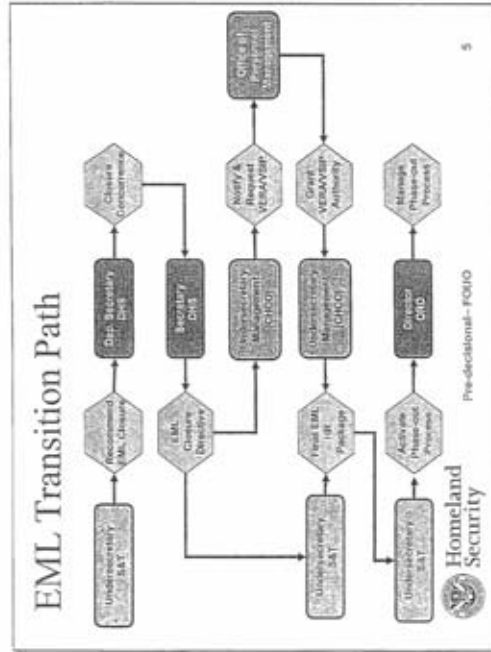 EML Transition Path
Undersecretary
S&T
Recommend
EML Closure
Dep. Secretary
DHS
Closure
Concurrence
Secretary
DHS
EML
Closure
Directive
Undersecretary
Management
(CHCO)
Notify &
Request
VERA/VSIP
Office of
Personnel
Management
Grant
VERA/VSIP
Authority
Undersecretary
Management
(CHCO)
Final EML
HR
Package
Undersecretary
S&T
Undersecretary
S&T
Activate
Phase-out
Process
Director
ORD
Manage
Phase-out
Process
Homeland
Security
Pre-decisional - FOUO
5